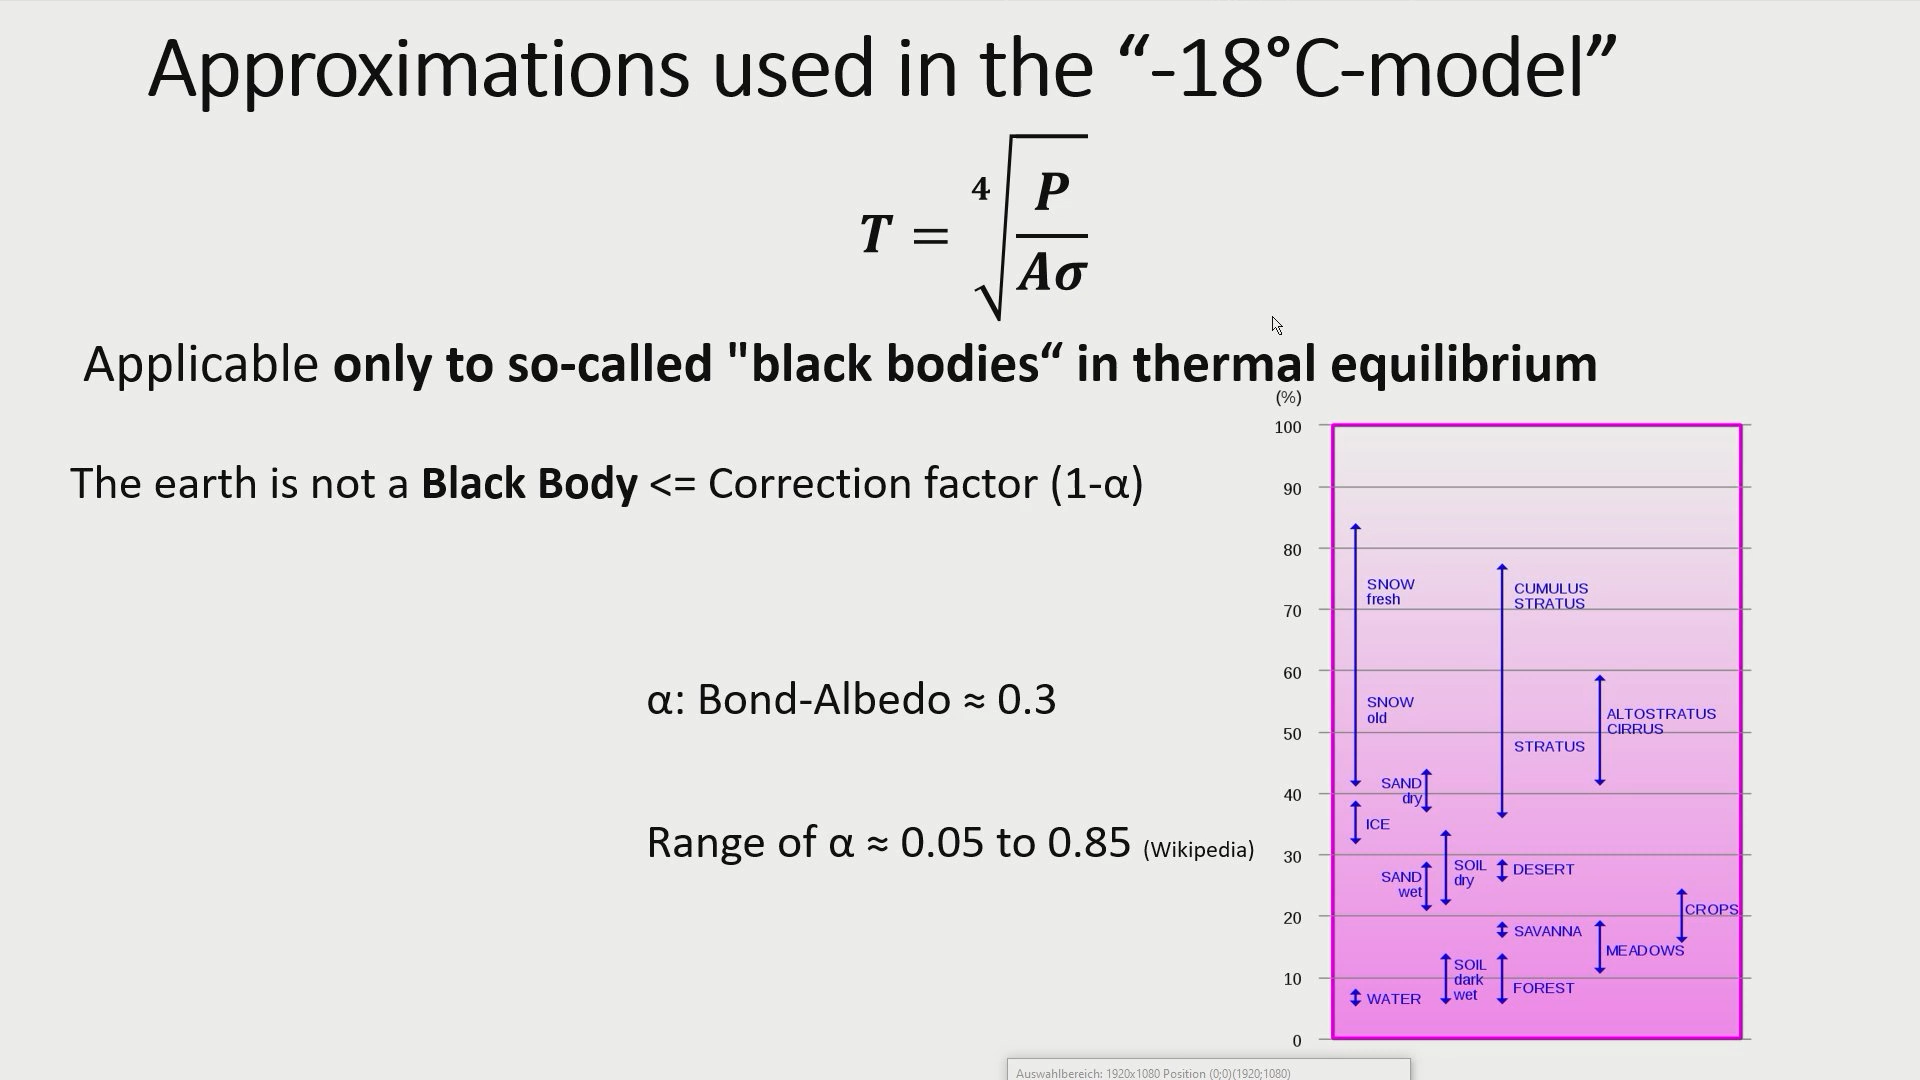 Approximations used in the “-18°C-model”
T = ⁴√(P/Aσ)
Applicable only to so-called "black bodies“ in thermal equilibrium
The earth is not a Black Body <= Correction factor (1-α)
α: Bond-Albedo ≈ 0.3
Range of α ≈ 0.05 to 0.85 (Wikipedia)
(%)
100
90
80
70
60
50
40
30
20
10
0
SNOW
fresh
CUMULUS
STRATUS
SNOW
old
ALTOSTRATUS
CIRRUS
STRATUS
SAND
dry
ICE
SOIL
dry
DESERT
SAND
wet
CROPS
SAVANNA
MEADOWS
SOIL
dark
wet
FOREST
WATER
Auswahlbereich: 1920x1080 Position (0;0)(1920;1080)